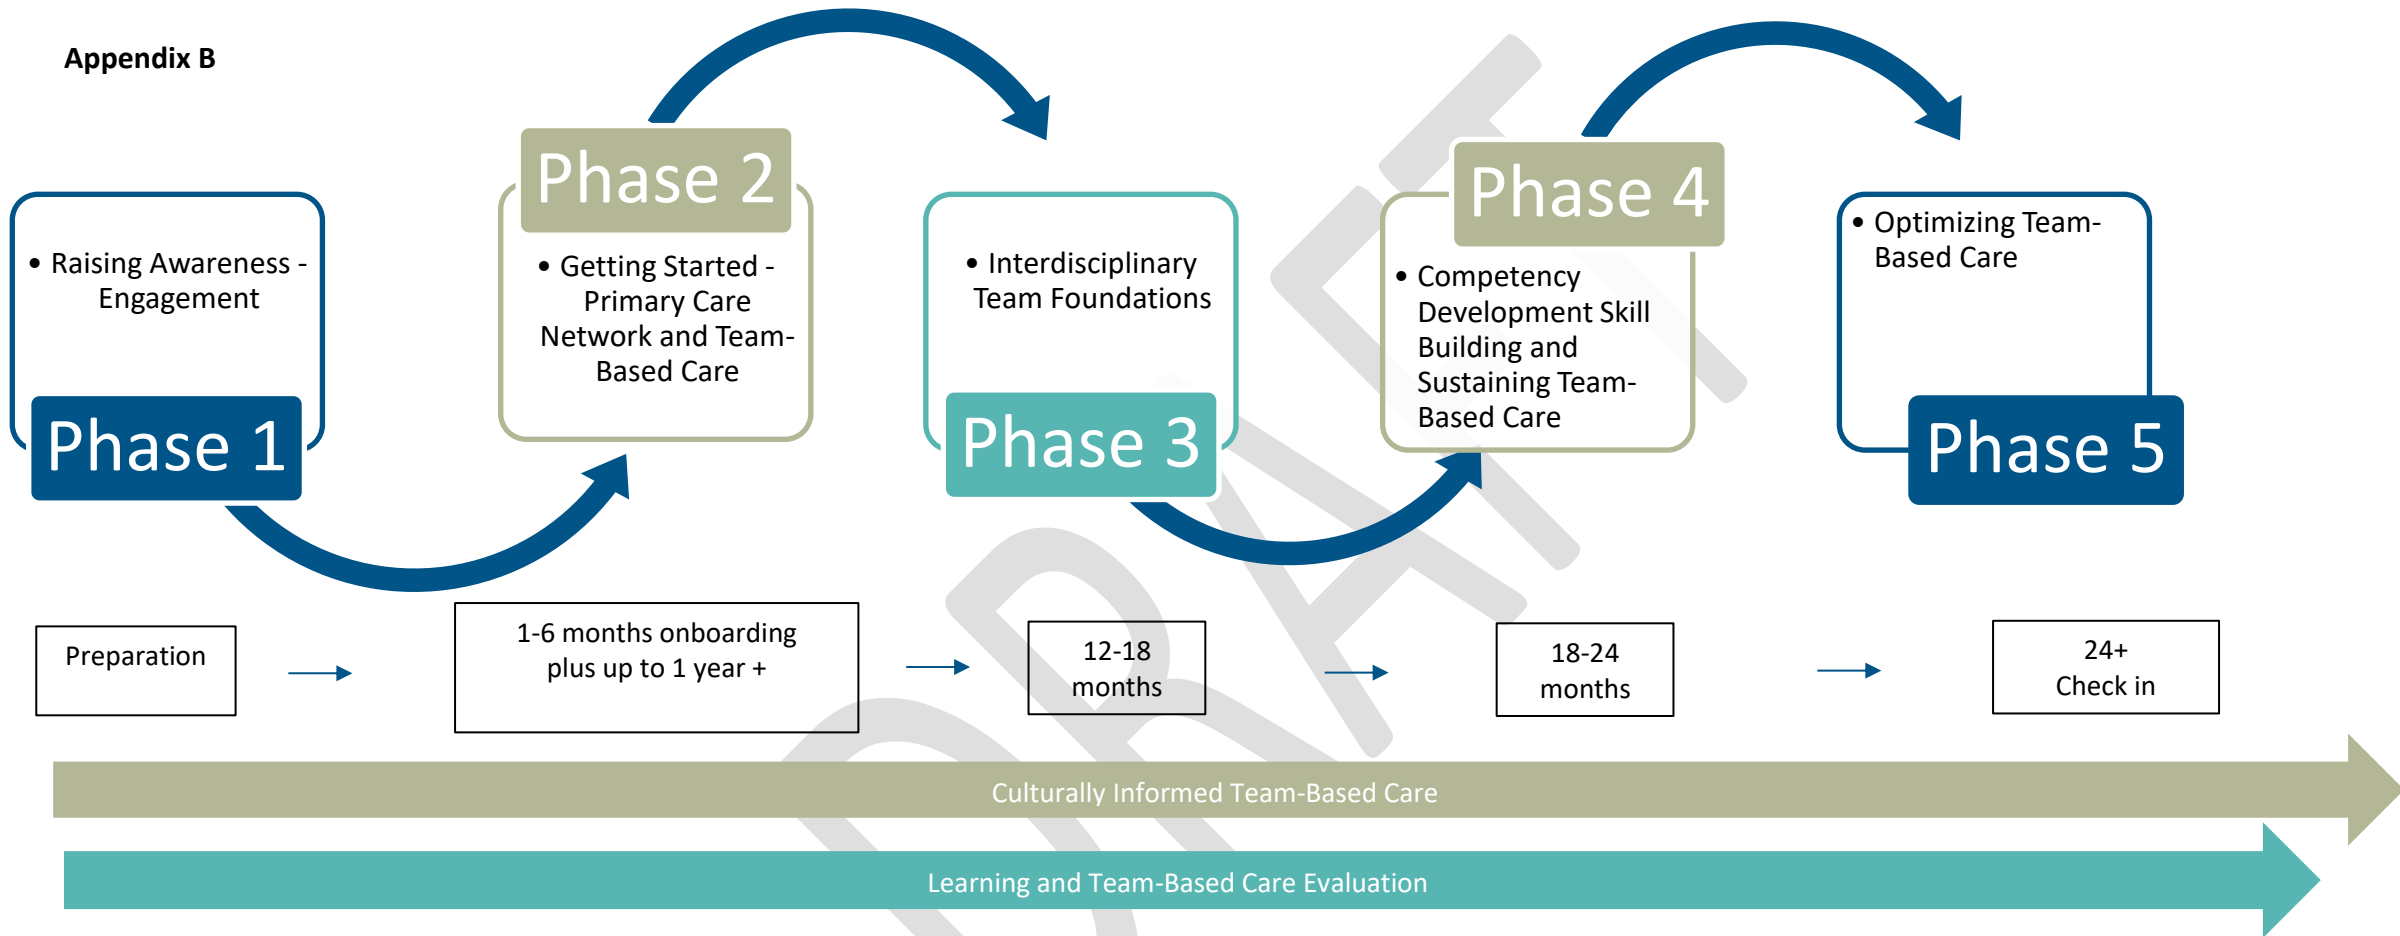 Appendix B
Phase 1
• Raising Awareness -
Engagement
Phase 2
• Getting Started -
Primary Care
Network and Team-
Based Care
Phase 3
• Interdisciplinary
Team Foundations
Phase 4
• Competency
Development Skill
Building and
Sustaining Team-
Based Care
Phase 5
• Optimizing Team-
Based Care
Preparation
1-6 months onboarding
plus up to 1 year +
12-18
months
18-24
months
24+
Check in
Culturally Informed Team-Based Care
Learning and Team-Based Care Evaluation
DRAFT